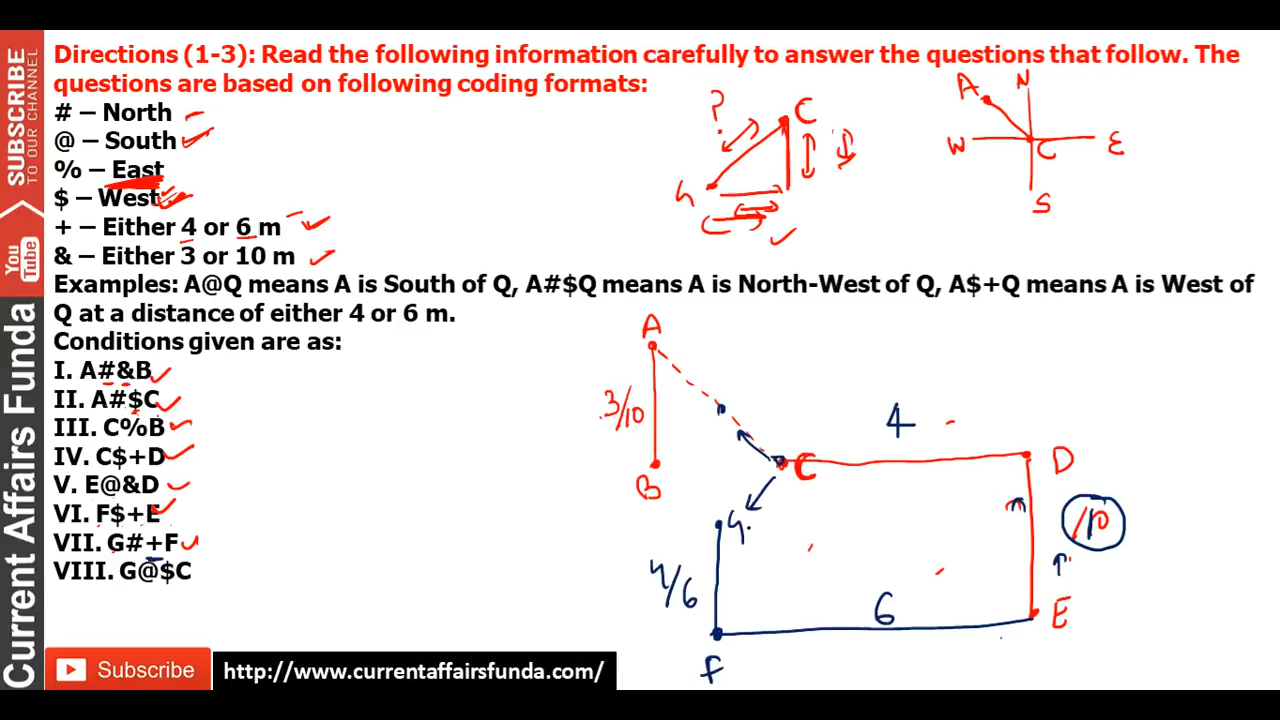 Directions (1-3): Read the following information carefully to answer the questions that follow. The
questions are based on following coding formats:
# – North
@ – South
% – East
$ – West
+ – Either 4 or 6 m
& – Either 3 or 10 m
Examples: A@Q means A is South of Q, A#$Q means A is North-West of Q, A$+Q means A is West of
Q at a distance of either 4 or 6 m.
Conditions given are as:
I. A#&B
II. A#$C
III. C%B
IV. C$+D
V. E@&D
VI. F$+E
VII. G#+F
VIII. G@$C
?
C
G
A
N
W
C
E
S
A
3/10
B
C
4
D
/10
G
4/6
6
E
F
SUBSCRIBE
TO OUR CHANNEL
You Tube
Current Affairs Funda
Subscribe
http://www.currentaffairsfunda.com/